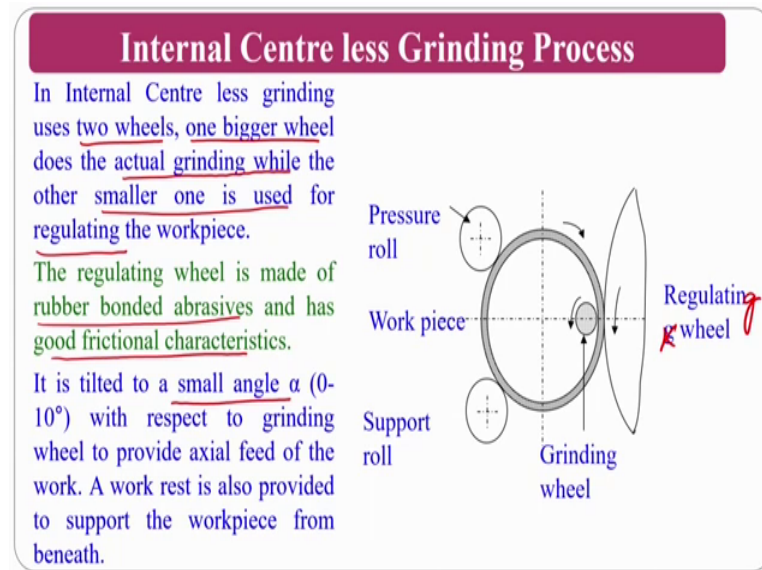 Internal Centre less Grinding Process
In Internal Centre less grinding
uses two wheels, one bigger wheel
does the actual grinding while the
other smaller one is used for
regulating the workpiece.
The regulating wheel is made of
rubber bonded abrasives and has
good frictional characteristics.
It is tilted to a small angle α (0-
10°) with respect to grinding
wheel to provide axial feed of the
work. A work rest is also provided
to support the workpiece from
beneath.
Pressure
roll
Work piece
Support
roll
Grinding
wheel
Regulating
g wheel